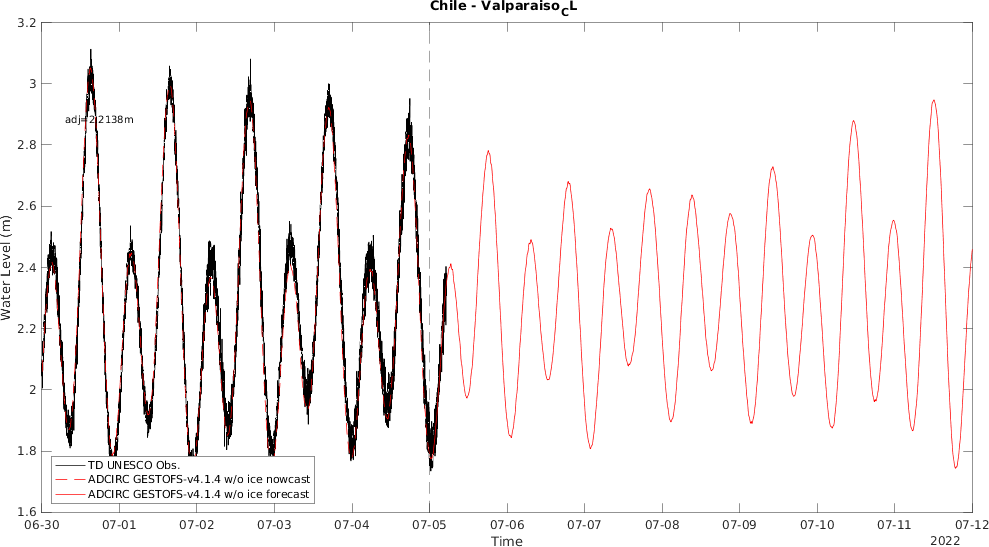 Chile - Valparaiso_CL
3.2
3
2.8
2.6
2.4
2.2
2
1.8
1.6
Water Level (m)
adj=2.2138m
TD UNESCO Obs.
ADCIRC GESTOFS-v4.1.4 w/o ice nowcast
ADCIRC GESTOFS-v4.1.4 w/o ice forecast
06-30 07-01 07-02 07-03 07-04 07-05 07-06 07-07 07-08 07-09 07-10 07-11 07-12
Time
2022